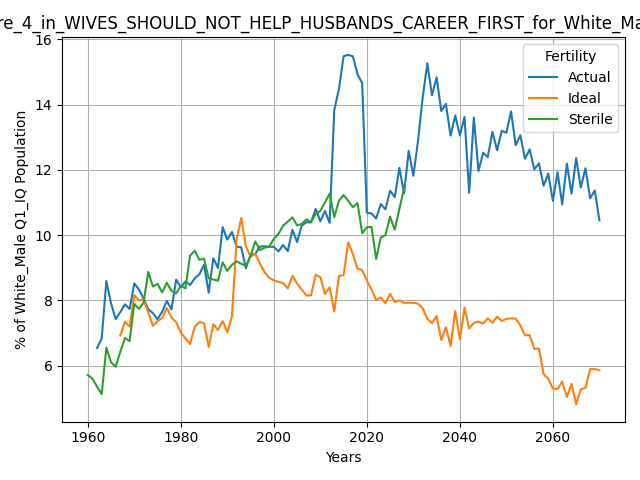 re_4_in_WIVES_SHOULD_NOT_HELP_HUSBANDS_CAREER_FIRST_for_White_Ma
Fertility
Actual
Ideal
Sterile
% of White_Male Q1_IQ Population
16
14
12
10
8
6
1960
1980
2000
2020
2040
2060
Years